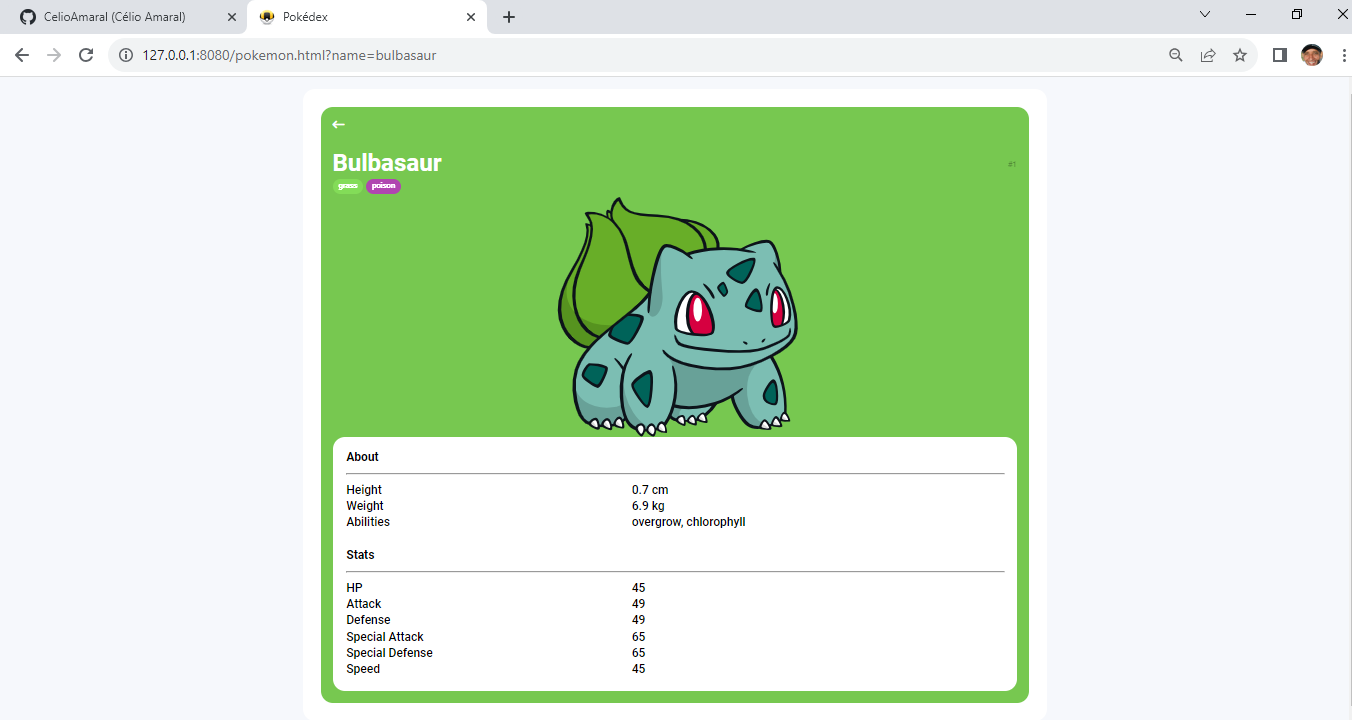 CelioAmaral (Célio Amaral)
Pokédex
127.0.0.1:8080/pokemon.html?name=bulbasaur
Bulbasaur
#1
grass poison
About
Height 0.7 cm
Weight 6.9 kg
Abilities overgrow, chlorophyll
Stats
HP 45
Attack 49
Defense 49
Special Attack 65
Special Defense 65
Speed 45